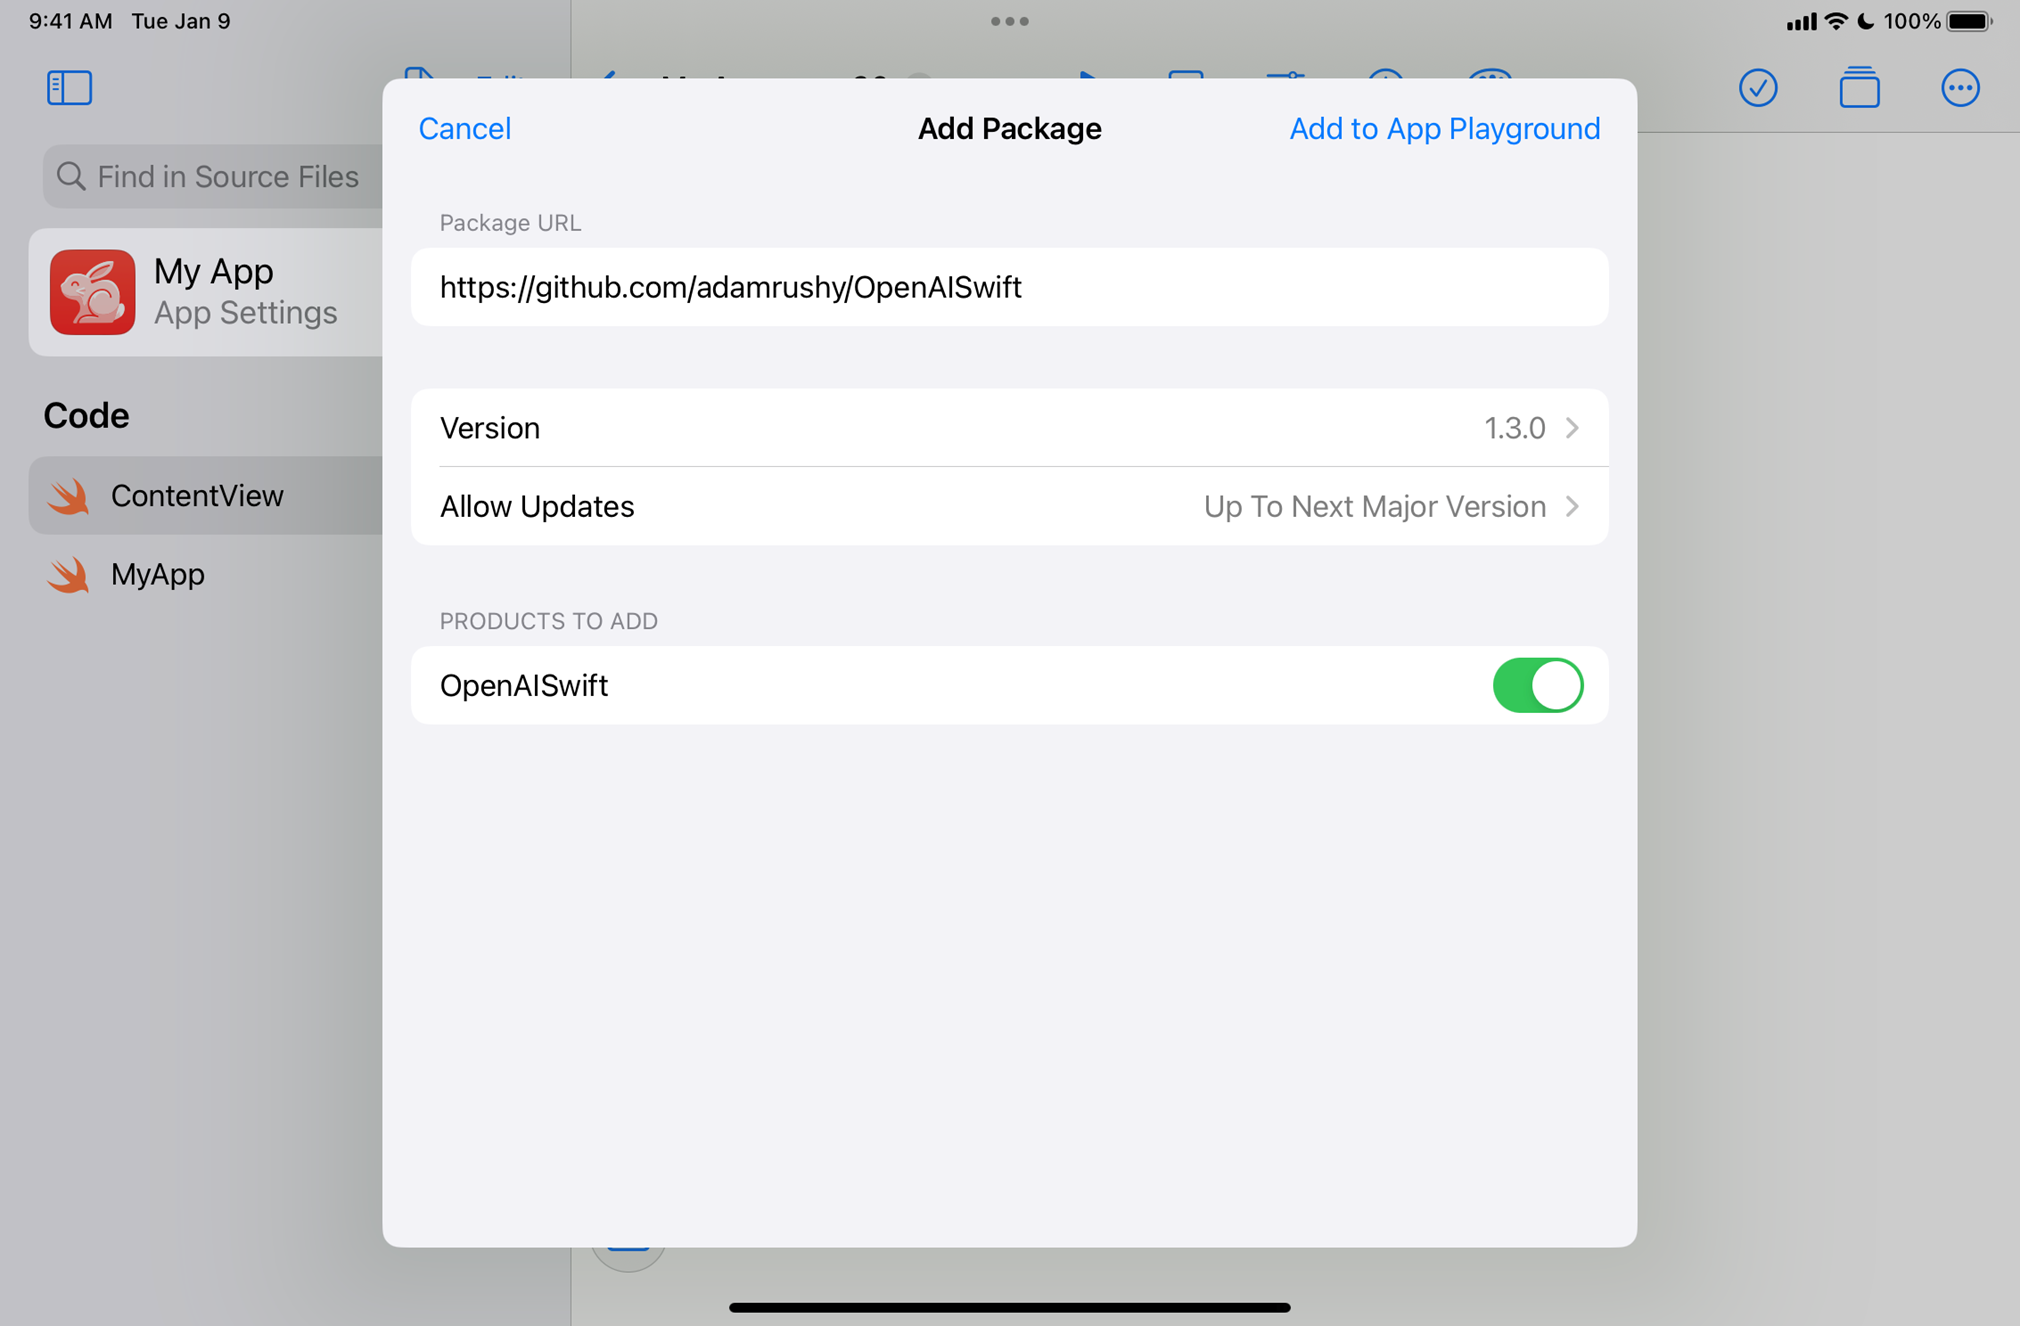 9:41 AM Tue Jan 9
100%
Find in Source Files
My App
App Settings
Code
ContentView
MyApp
Cancel
Add Package
Add to App Playground
Package URL
https://github.com/adamrushy/OpenAISwift
Version
1.3.0
Allow Updates
Up To Next Major Version
PRODUCTS TO ADD
OpenAISwift